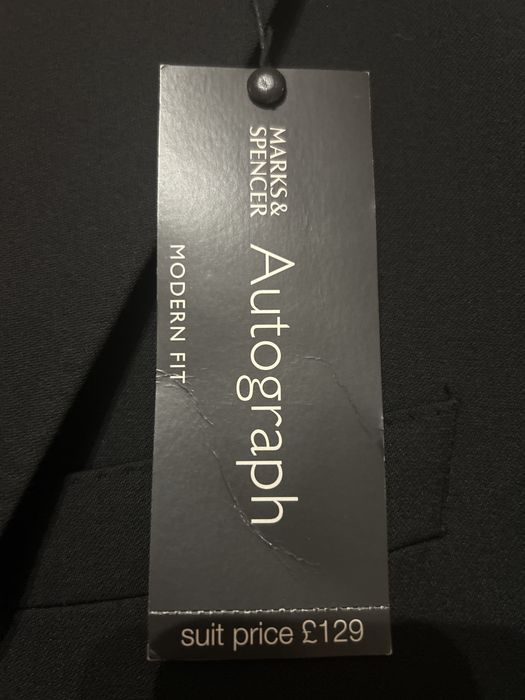 MARKS &
SPENCER
Autograph
MODERN FIT
suit price £129